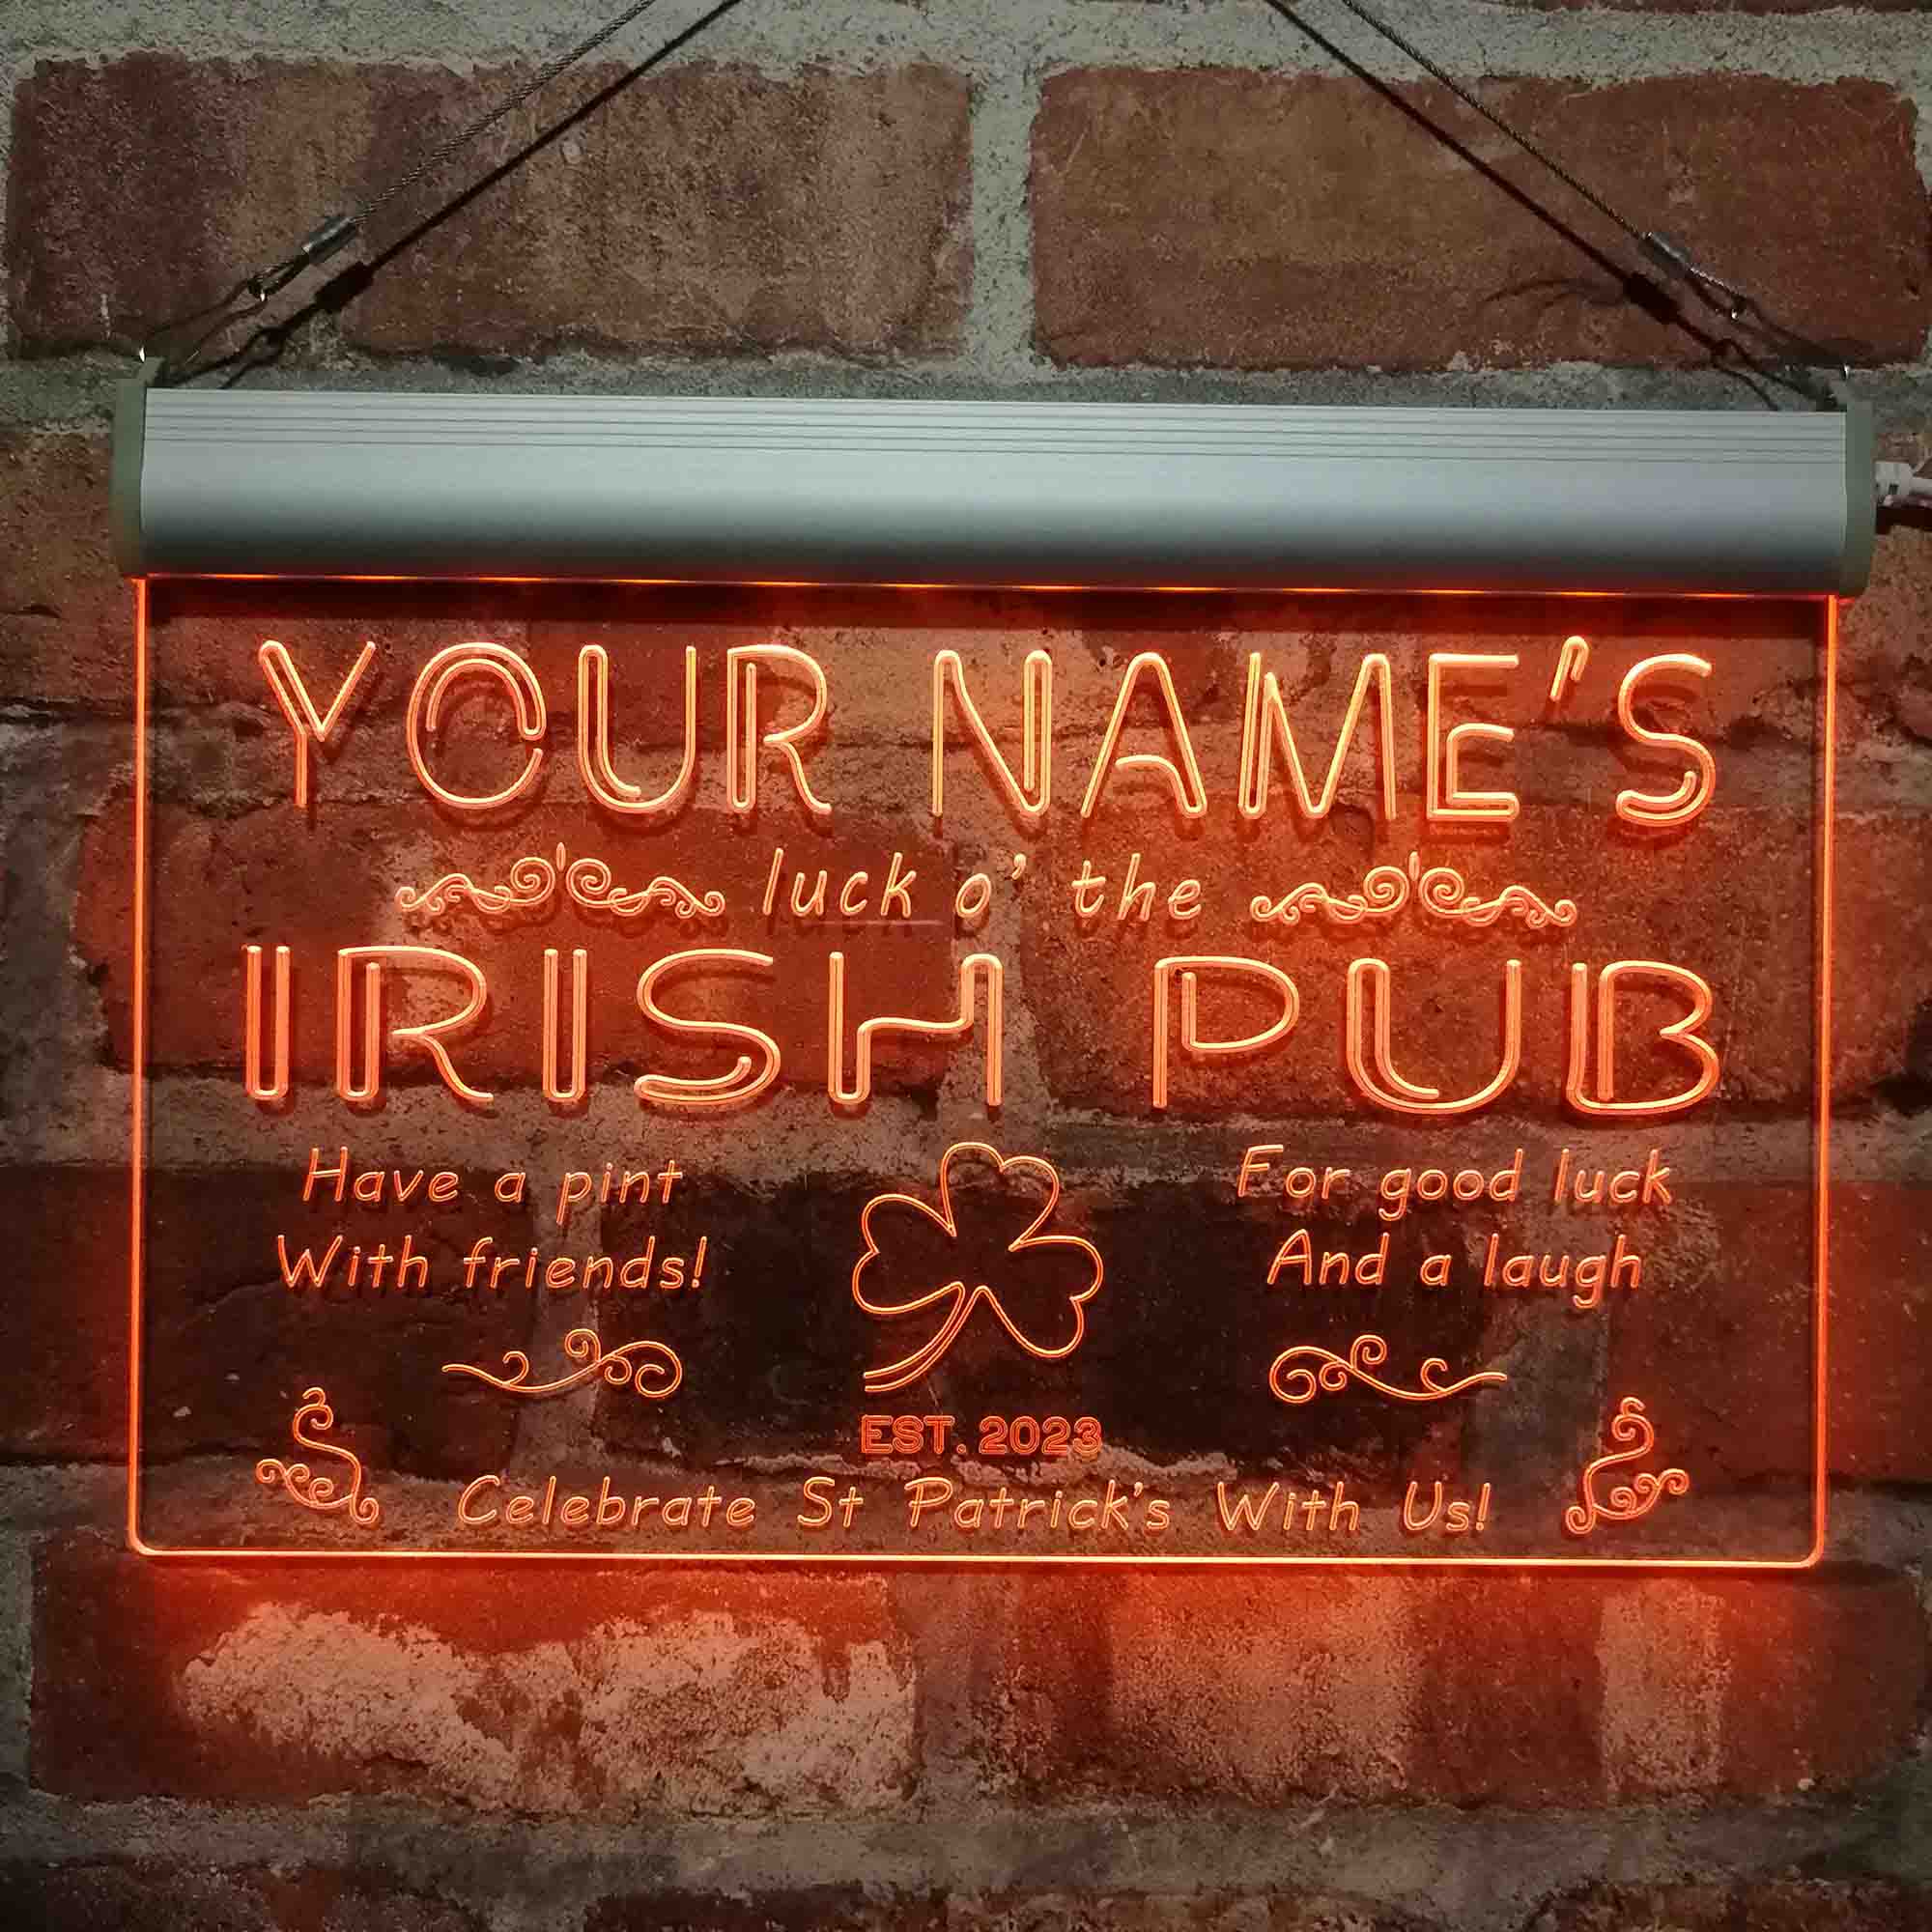 YOUR NAME'S
luck o' the
IRISH PUB
Have a pint
With friends!
For good luck
And a laugh
EST. 2023
Celebrate St Patrick's With Us!